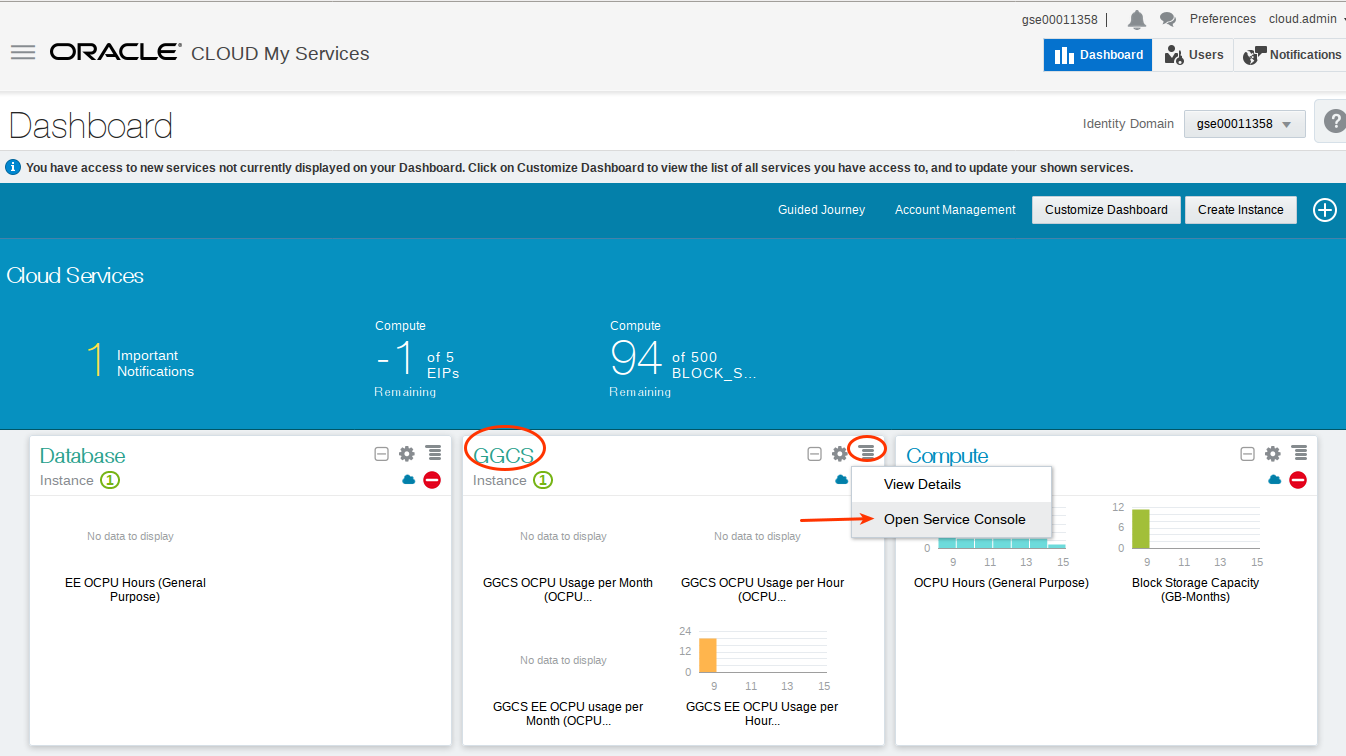 gse00011358
Preferences
cloud.admin
ORACLE CLOUD My Services
Dashboard
Users
Notifications
Dashboard
Identity Domain
gse00011358
?
i You have access to new services not currently displayed on your Dashboard. Click on Customize Dashboard to view the list of all services you have access to, and to update your shown services.
Guided Journey
Account Management
Customize Dashboard
Create Instance
Cloud Services
1 Important
Notifications
Compute
-1 of 5
EIPs
Remaining
Compute
94 of 500
BLOCK_S...
Remaining
Database
Instance 1
No data to display
EE OCPU Hours (General
Purpose)
GGCS
Instance 1
View Details
Open Service Console
No data to display
GGCS OCPU Usage per Month
(OCPU...
No data to display
GGCS OCPU Usage per Hour
(OCPU...
No data to display
GGCS EE OCPU usage per
Month (OCPU...
24
12
0
9 11 13 15
GGCS EE OCPU Usage per
Hour...
Compute
0
9 11 13 15
OCPU Hours (General Purpose)
12
6
0
9 11 13 15
Block Storage Capacity
(GB-Months)